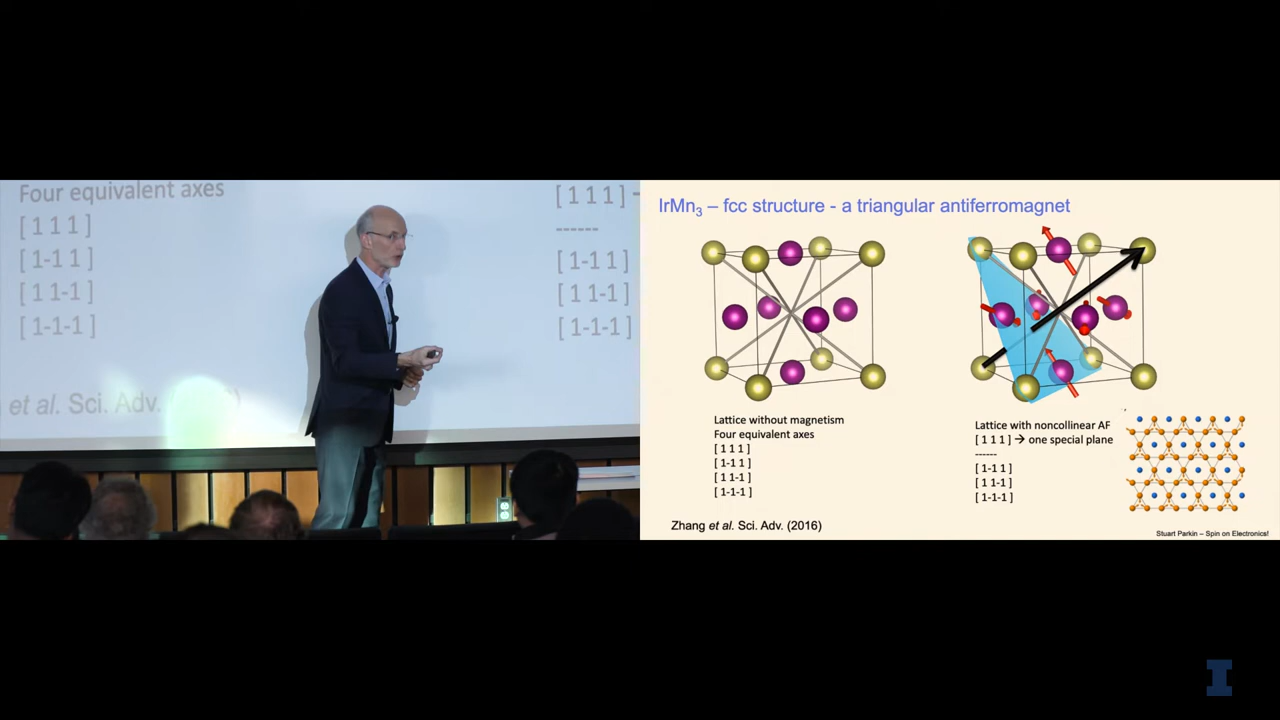 Four equivalent axes
[ 1 1 1 ]
[ 1-1 1 ]
[ 1 1-1 ]
[ 1-1-1 ]
et al. Sci. Adv.
[ 1 1 1 ]
------
[ 1-1 1 ]
[ 1 1-1 ]
[ 1-1-1 ]
IrMn3 – fcc structure - a triangular antiferromagnet
Lattice without magnetism
Four equivalent axes
[ 1 1 1 ]
[ 1-1 1 ]
[ 1 1-1 ]
[ 1-1-1 ]
Lattice with noncollinear AF
[ 1 1 1 ] → one special plane
------
[ 1-1 1 ]
[ 1 1-1 ]
[ 1-1-1 ]
Zhang et al. Sci. Adv. (2016)
Stuart Parkin – Spin on Electronics!
I